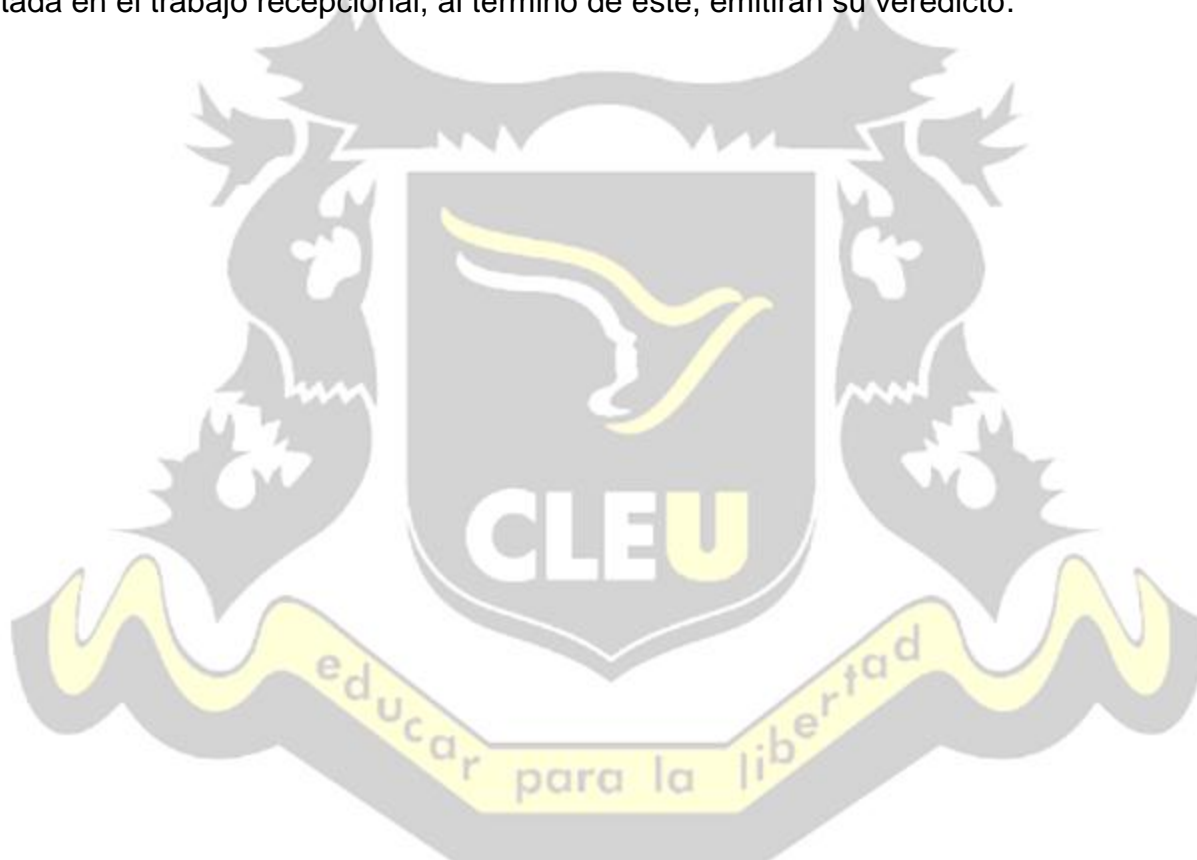 tada en el trabajo recepcional, al término de éste, emitirán su veredicto.
CLEU
educar para la libertad